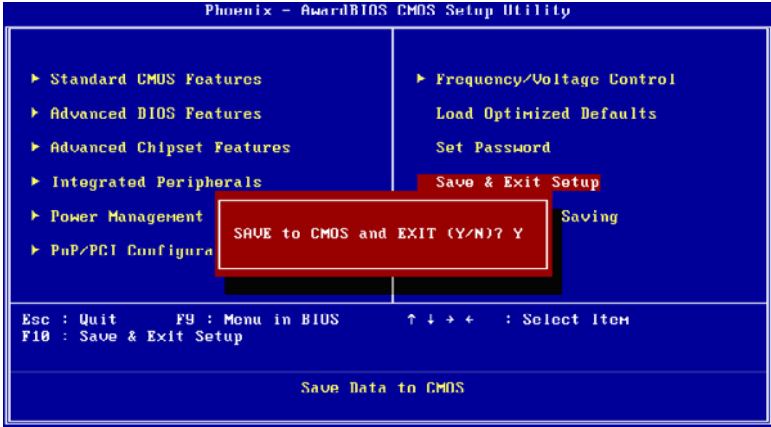 Phoenix - AwardBIOS CMOS Setup Utility
▶ Standard CMOS Features
▶ Advanced BIOS Features
▶ Advanced Chipset Features
▶ Integrated Peripherals
▶ Power Management
▶ PnP/PCI Configura
▶ Frequency/Voltage Control
Load Optimized Defaults
Set Password
Save & Exit Setup
Saving
SAVE to CMOS and EXIT (Y/N)? Y
Esc : Quit F9 : Menu in BIOS ↑ ↓ → ← : Select Item
F10 : Save & Exit Setup
Save Data to CMOS